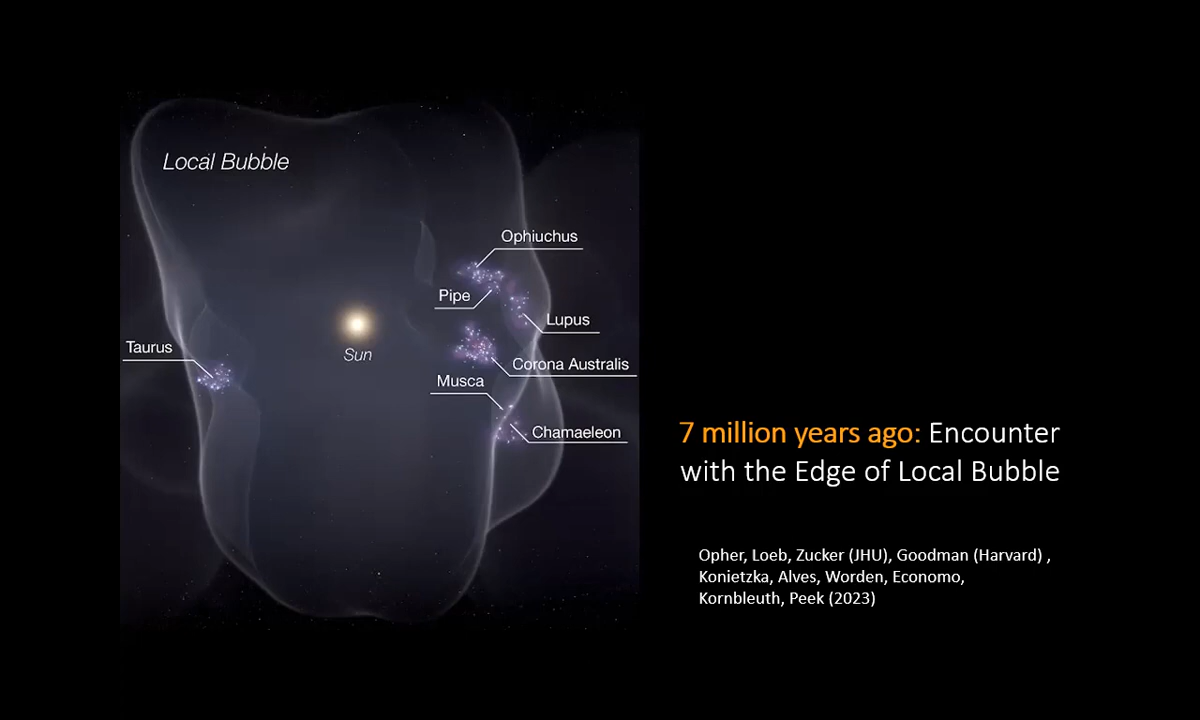 Local Bubble
Ophiuchus
Pipe
Lupus
Sun
Taurus
Corona Australis
Musca
Chamaeleon
7 million years ago: Encounter
with the Edge of Local Bubble
Opher, Loeb, Zucker (JHU), Goodman (Harvard) ,
Konietzka, Alves, Worden, Economo,
Kornbleuth, Peek (2023)